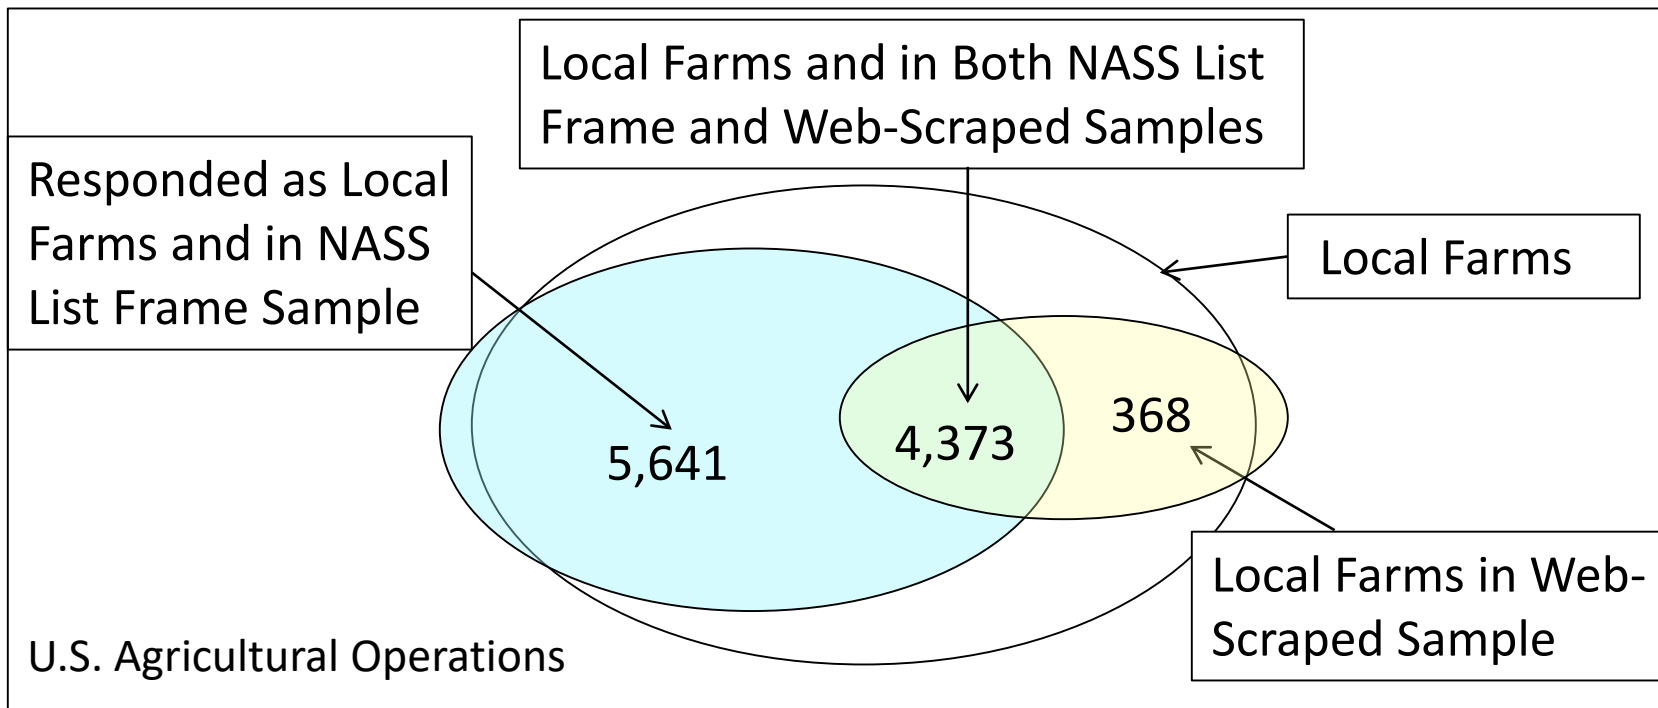 Local Farms and in Both NASS List
Frame and Web-Scraped Samples
Responded as Local
Farms and in NASS
List Frame Sample
Local Farms
5,641
4,373
368
Local Farms in Web-
Scraped Sample
U.S. Agricultural Operations